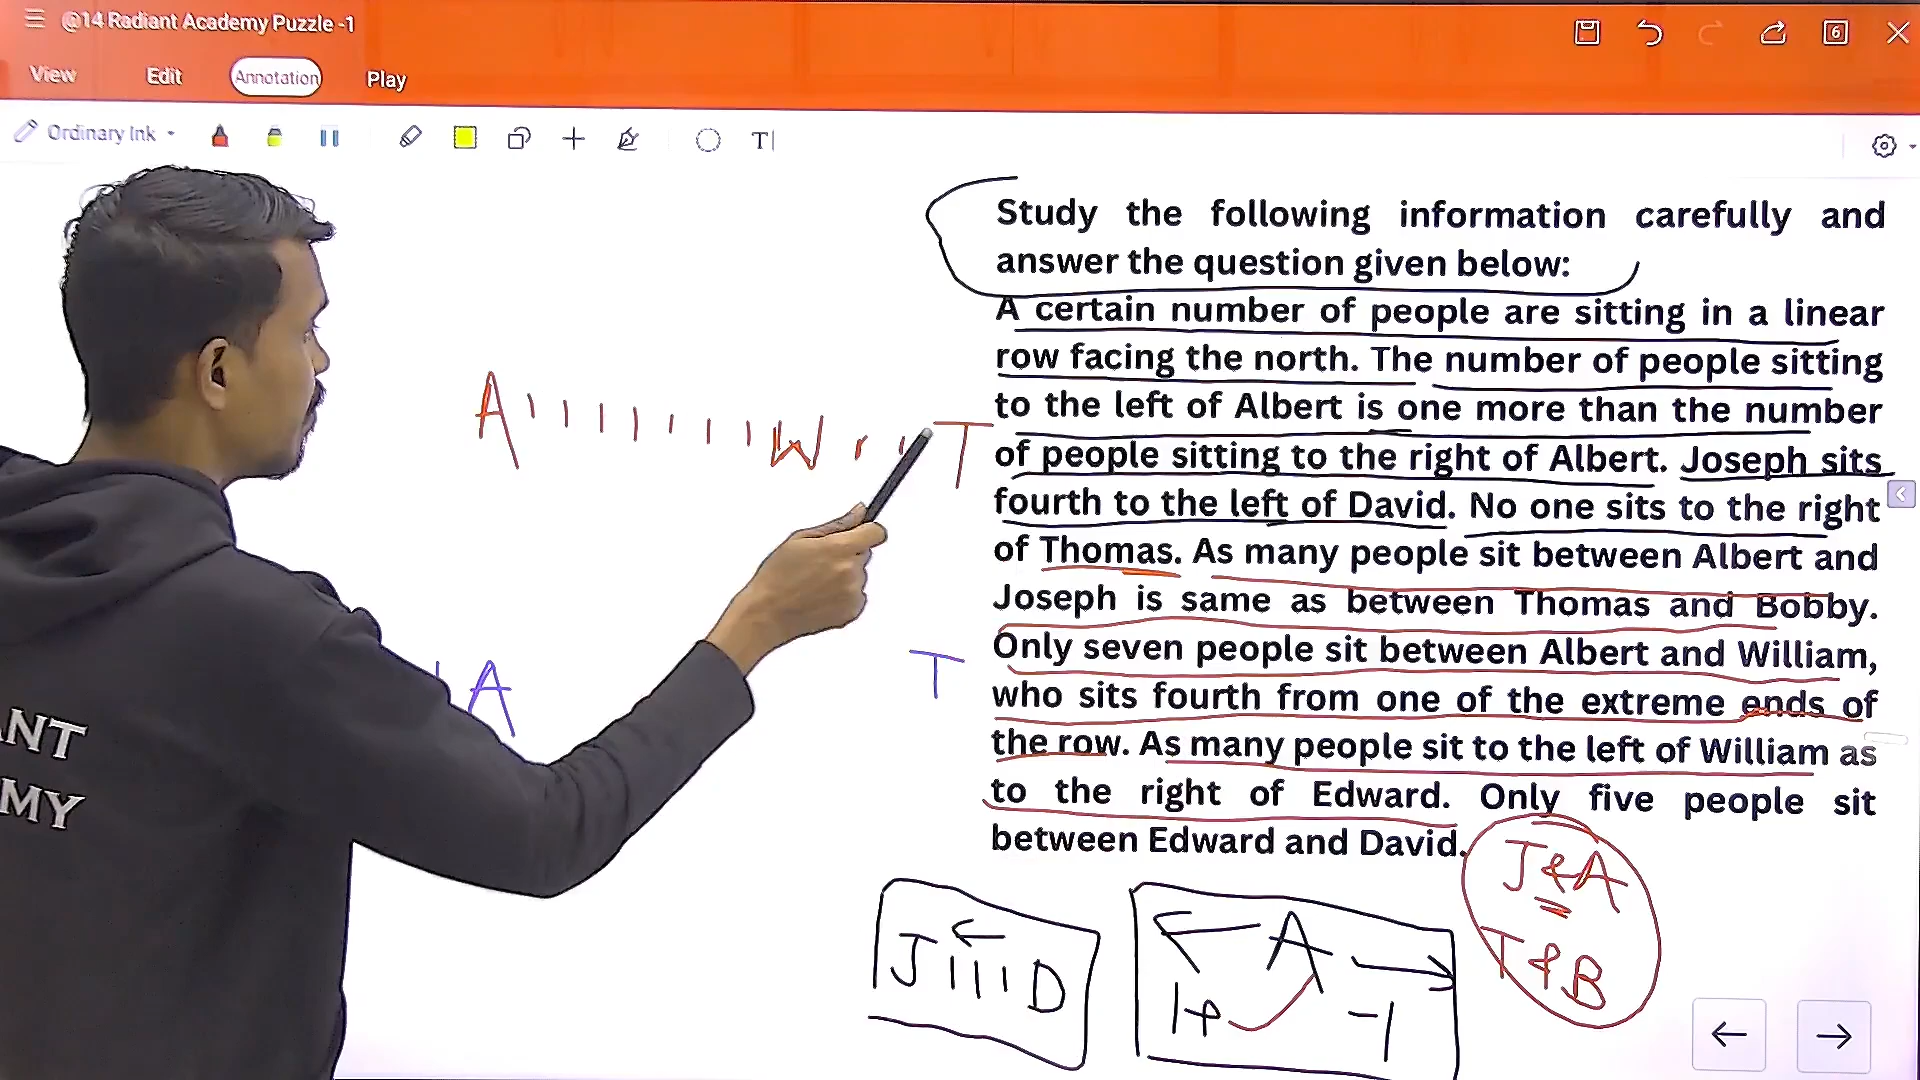 @14 Radiant Academy Puzzle -1
View Edit Annotation Play
6
Ordinary Ink
T|
Study the following information carefully and
answer the question given below:
A certain number of people are sitting in a linear
row facing the north. The number of people sitting
to the left of Albert is one more than the number
of people sitting to the right of Albert. Joseph sits
fourth to the left of David. No one sits to the right
of Thomas. As many people sit between Albert and
Joseph is same as between Thomas and Bobby.
Only seven people sit between Albert and William,
who sits fourth from one of the extreme ends of
the row. As many people sit to the left of William as
to the right of Edward. Only five people sit
between Edward and David.
A W T
A T
J D
A
1+ -1
J & A
T & B
ANT
MY